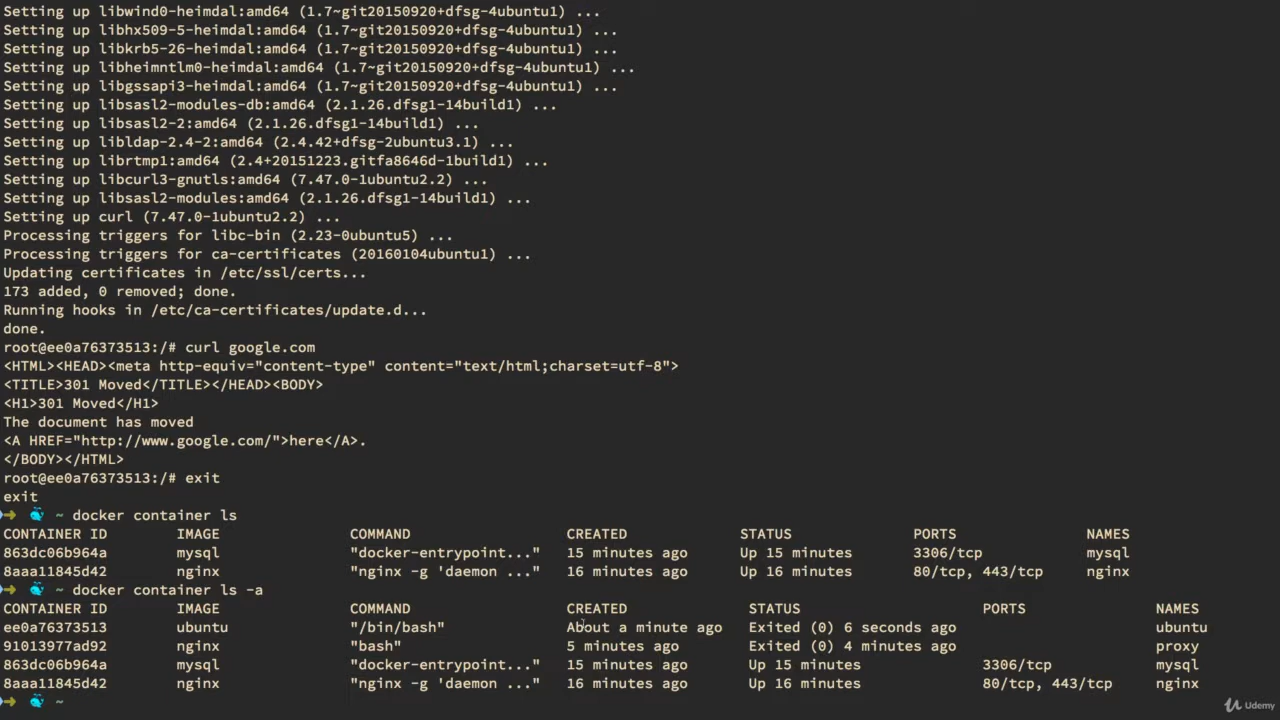 Setting up libwind0-heimdal:amd64 (1.7~git20150920+dfsg-4ubuntu1) ...
Setting up libhx509-5-heimdal:amd64 (1.7~git20150920+dfsg-4ubuntu1) ...
Setting up libkrb5-26-heimdal:amd64 (1.7~git20150920+dfsg-4ubuntu1) ...
Setting up libheimntlm0-heimdal:amd64 (1.7~git20150920+dfsg-4ubuntu1) ...
Setting up libgssapi3-heimdal:amd64 (1.7~git20150920+dfsg-4ubuntu1) ...
Setting up libsasl2-modules-db:amd64 (2.1.26.dfsg1-14build1) ...
Setting up libsasl2-2:amd64 (2.1.26.dfsg1-14build1) ...
Setting up libldap-2.4-2:amd64 (2.4.42+dfsg-2ubuntu3.1) ...
Setting up librtmp1:amd64 (2.4+20151223.gitfa8646d-1build1) ...
Setting up libcurl3-gnutls:amd64 (7.47.0-1ubuntu2.2) ...
Setting up libsasl2-modules:amd64 (2.1.26.dfsg1-14build1) ...
Setting up curl (7.47.0-1ubuntu2.2) ...
Processing triggers for libc-bin (2.23-0ubuntu5) ...
Processing triggers for ca-certificates (20160104ubuntu1) ...
Updating certificates in /etc/ssl/certs...
173 added, 0 removed; done.
Running hooks in /etc/ca-certificates/update.d...
done.
root@ee0a76373513:/# curl google.com
<HTML><HEAD><meta http-equiv="content-type" content="text/html;charset=utf-8">
<TITLE>301 Moved</TITLE></HEAD><BODY>
<H1>301 Moved</H1>
The document has moved
<A HREF="http://www.google.com/">here</A>.
</BODY></HTML>
root@ee0a76373513:/# exit
exit
➜ 🐳 ~ docker container ls
CONTAINER ID IMAGE COMMAND CREATED STATUS PORTS NAMES
863dc06b964a mysql "docker-entrypoint..." 15 minutes ago Up 15 minutes 3306/tcp mysql
8aaa11845d42 nginx "nginx -g 'daemon ..." 16 minutes ago Up 16 minutes 80/tcp, 443/tcp nginx
➜ 🐳 ~ docker container ls -a
CONTAINER ID IMAGE COMMAND CREATED STATUS PORTS NAMES
ee0a76373513 ubuntu "/bin/bash" About a minute ago Exited (0) 6 seconds ago ubuntu
91013977ad92 nginx "bash" 5 minutes ago Exited (0) 4 minutes ago proxy
863dc06b964a mysql "docker-entrypoint..." 15 minutes ago Up 15 minutes 3306/tcp mysql
8aaa11845d42 nginx "nginx -g 'daemon ..." 16 minutes ago Up 16 minutes 80/tcp, 443/tcp nginx
➜ 🐳 ~
Udemy